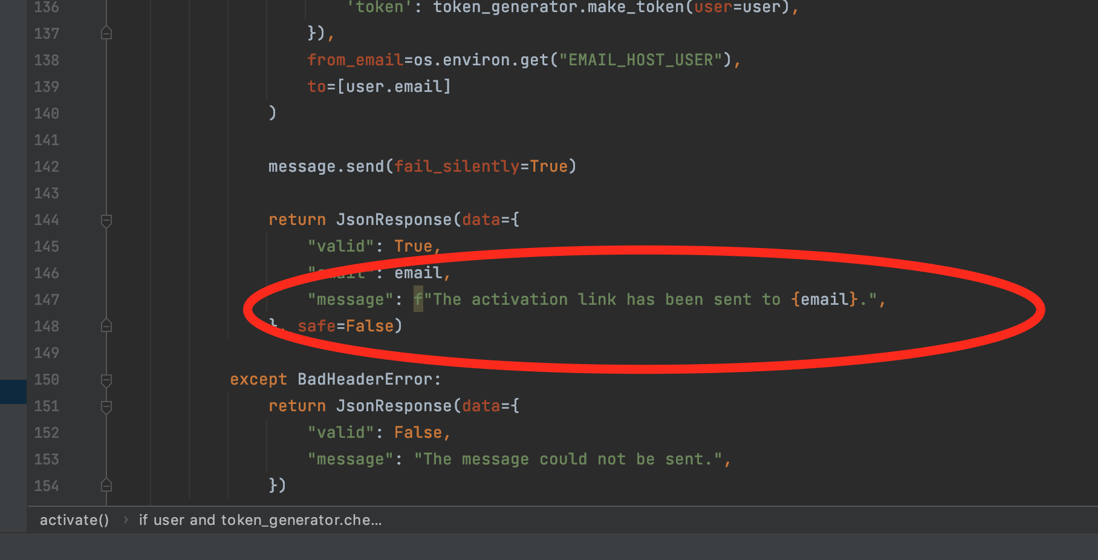 136 'token': token_generator.make_token(user=user),
137 }),
138 from_email=os.environ.get("EMAIL_HOST_USER"),
139 to=[user.email]
140 )
141
142 message.send(fail_silently=True)
143
144 return JsonResponse(data={
145 "valid": True,
146 "email": email,
147 "message": f"The activation link has been sent to {email}.",
148 }, safe=False)
149
150 except BadHeaderError:
151 return JsonResponse(data={
152 "valid": False,
153 "message": "The message could not be sent.",
154 })
activate() › if user and token_generator.che...